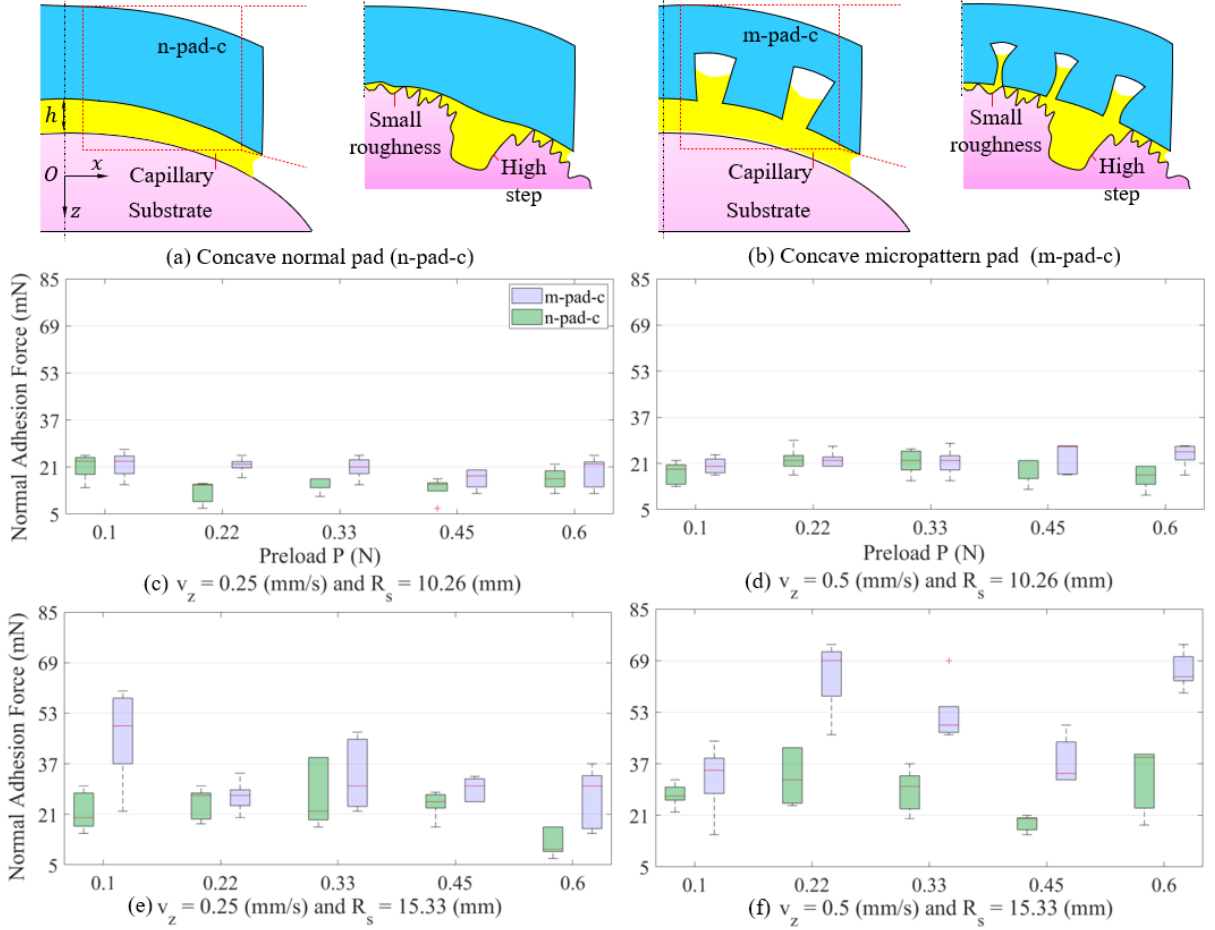 n-pad-c
h
Small
roughness
O
x
z
Capillary
Substrate
High
step
(a) Concave normal pad (n-pad-c)
m-pad-c
Small
roughness
Capillary
Substrate
High
step
(b) Concave micropattern pad (m-pad-c)
Normal Adhesion Force (mN)
85
69
53
37
21
5
m-pad-c
n-pad-c
0.1 0.22 0.33 0.45 0.6
Preload P (N)
(c) v_z = 0.25 (mm/s) and R_s = 10.26 (mm)
85
69
53
37
21
5
0.1 0.22 0.33 0.45 0.6
(d) v_z = 0.5 (mm/s) and R_s = 10.26 (mm)
Normal Adhesion Force (mN)
85
69
53
37
21
5
0.1 0.22 0.33 0.45 0.6
(e) v_z = 0.25 (mm/s) and R_s = 15.33 (mm)
85
69
53
37
21
5
0.1 0.22 0.33 0.45 0.6
(f) v_z = 0.5 (mm/s) and R_s = 15.33 (mm)